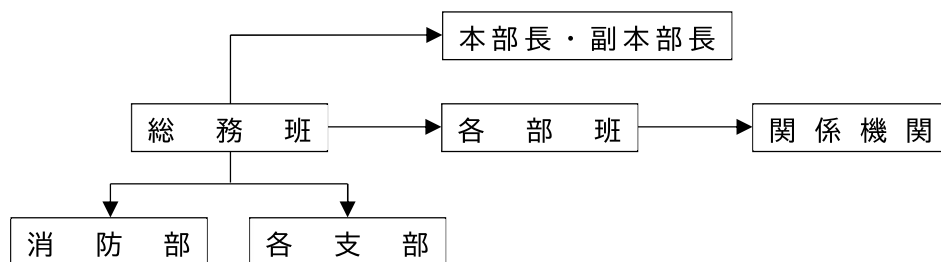 本部長・副本部長
総務班
各部班
関係機関
消防部
各支部